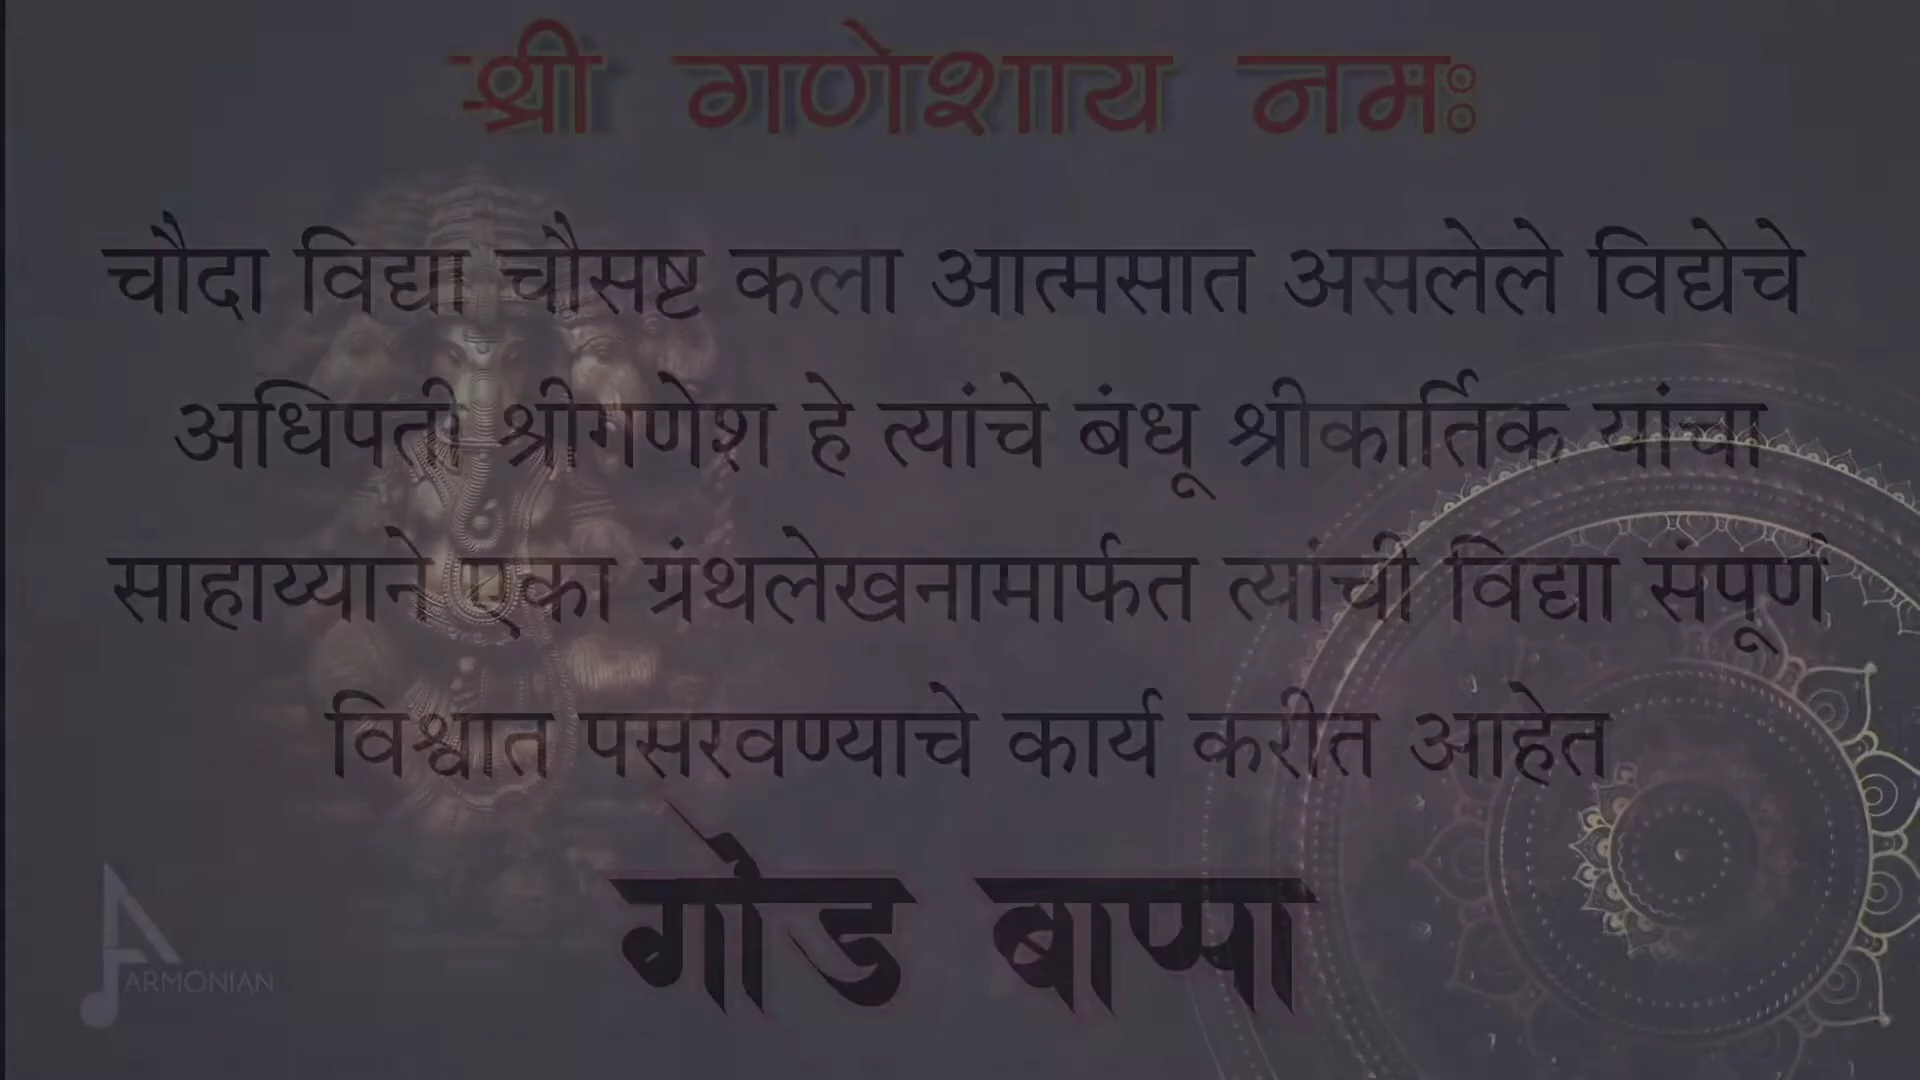 श्री गणेशाय नमः
चौदा विद्या चौसष्ट कला आत्मसात असलेले विद्येचे
अधिपती श्रीगणेश हे त्यांचे बंधू श्रीकार्तिक यांचा
साहाय्याने एका ग्रंथलेखनामार्फत त्यांची विद्या संपूर्ण
विश्वात पसरवण्याचे कार्य करीत आहेत
गोड बाप्पा
ARMONIAN